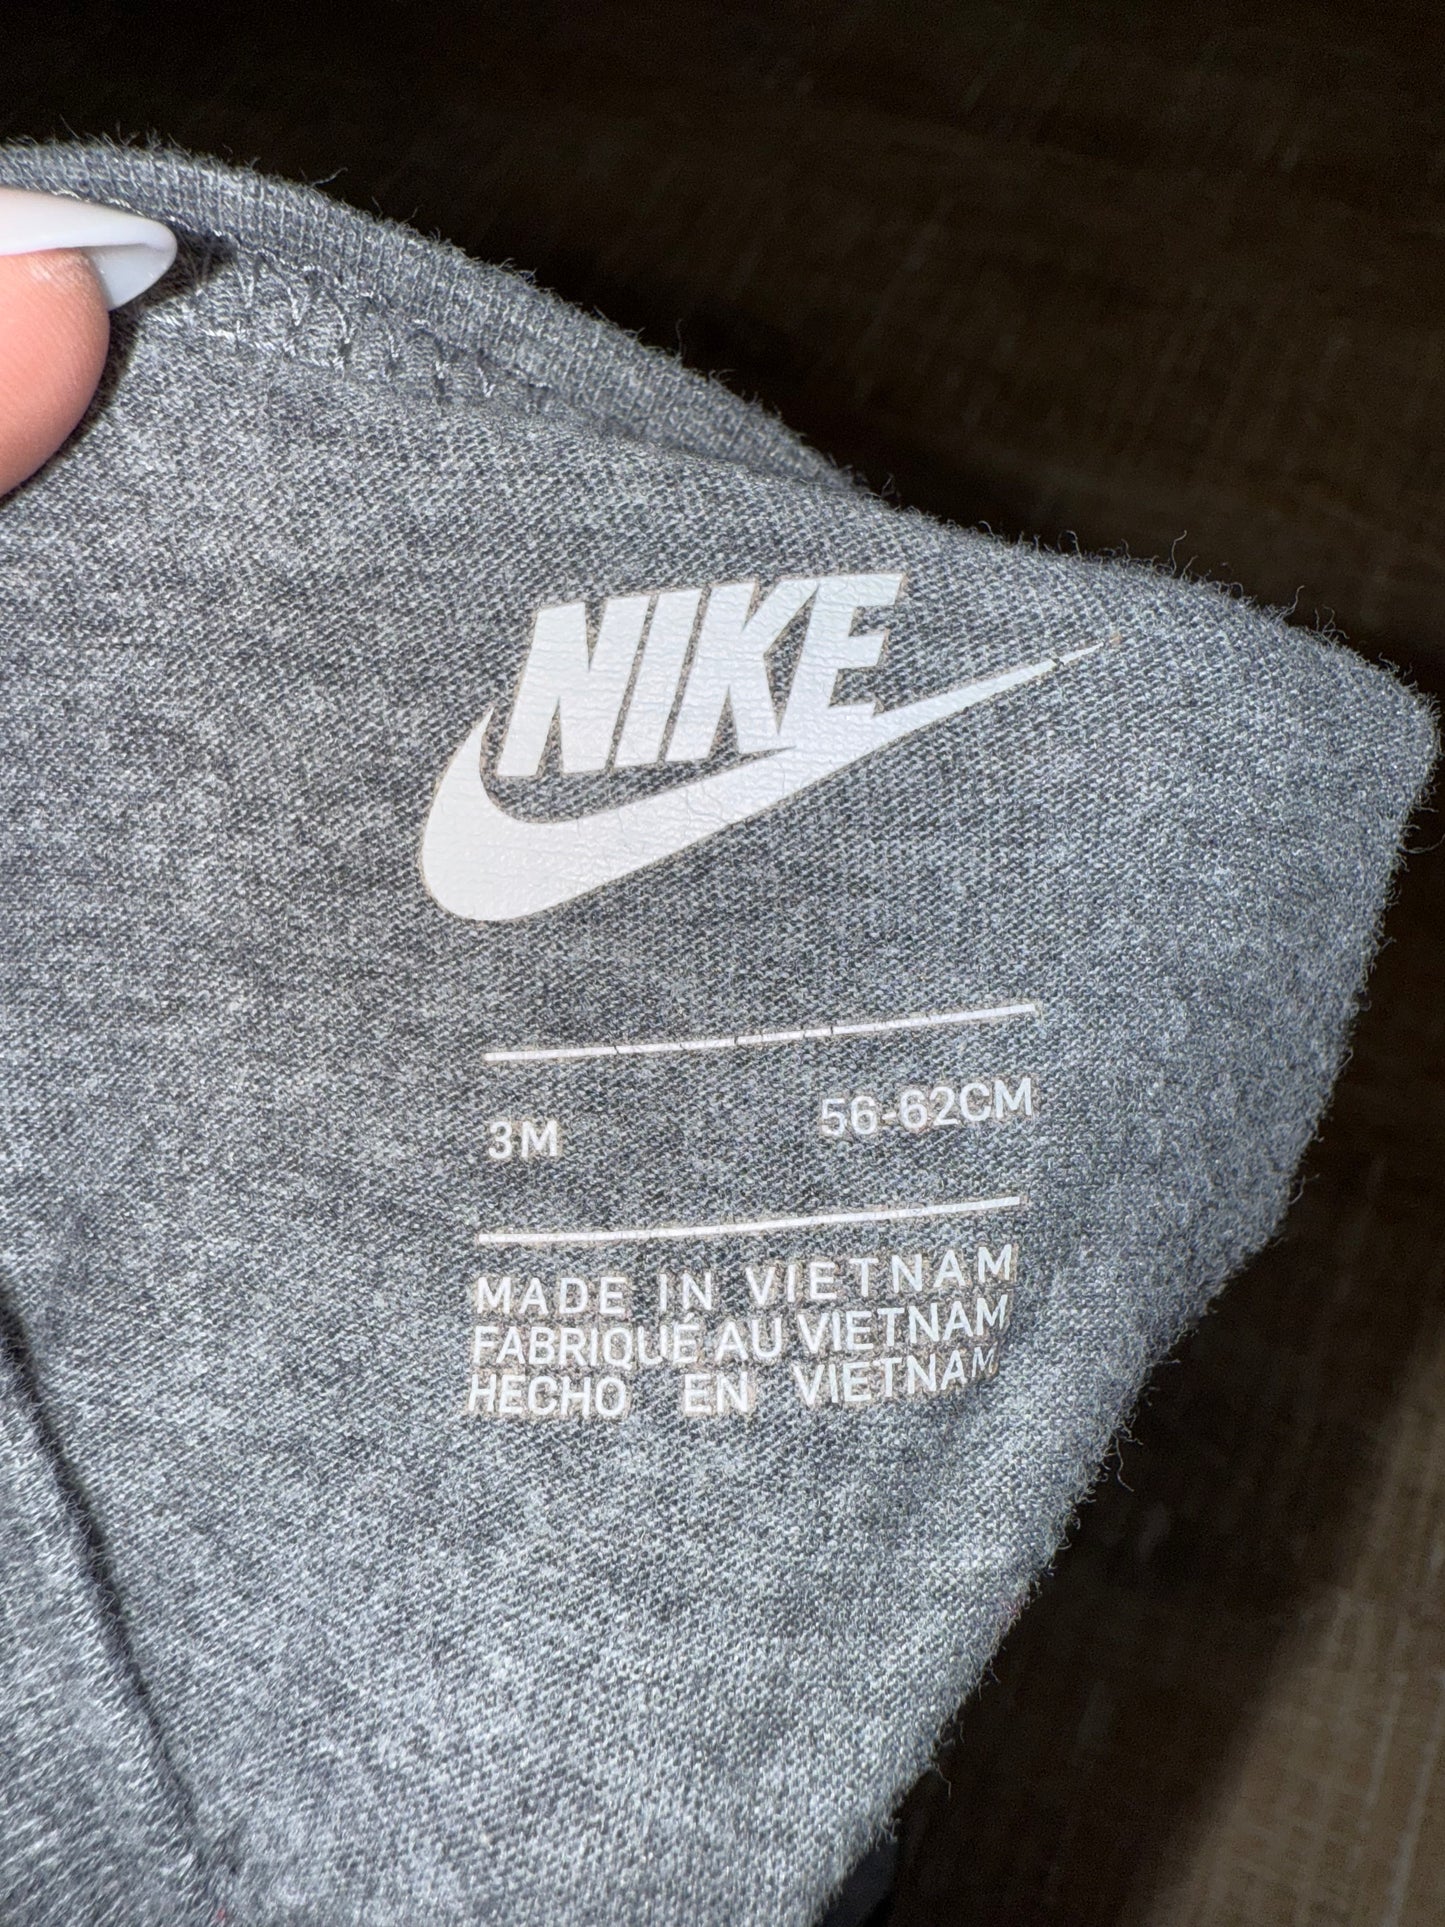 NIKE
3M 56-62CM
MADE IN VIETNAM
FABRIQUÉ AU VIETNAM
HECHO EN VIETNAM